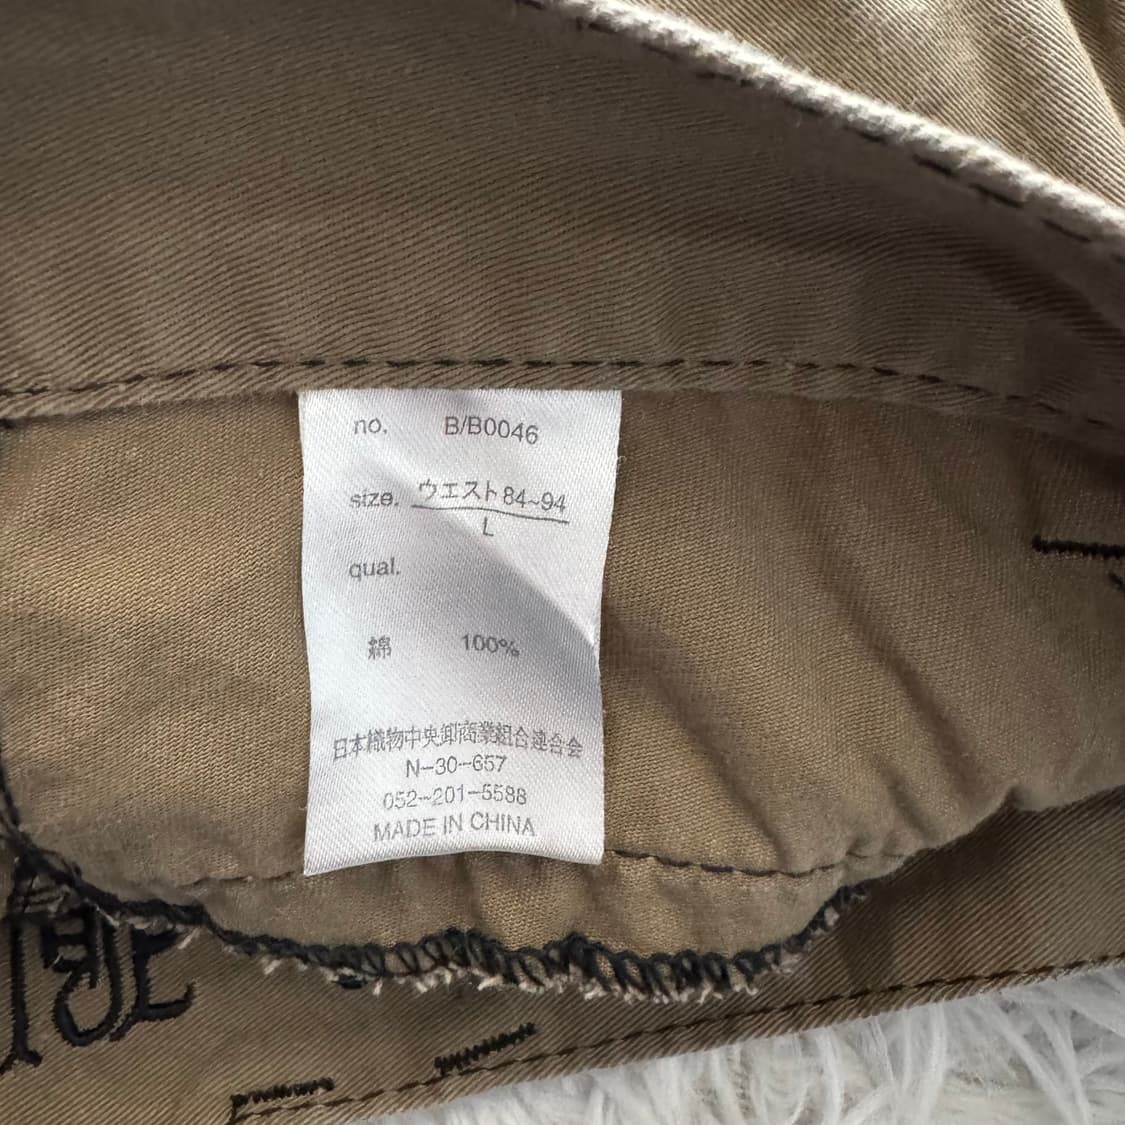 no. B/B0046
size. ウエスト84~94
L
qual.
綿 100%
日本織物中央卸商業組合連合会
N-30-657
052-201-5588
MADE IN CHINA